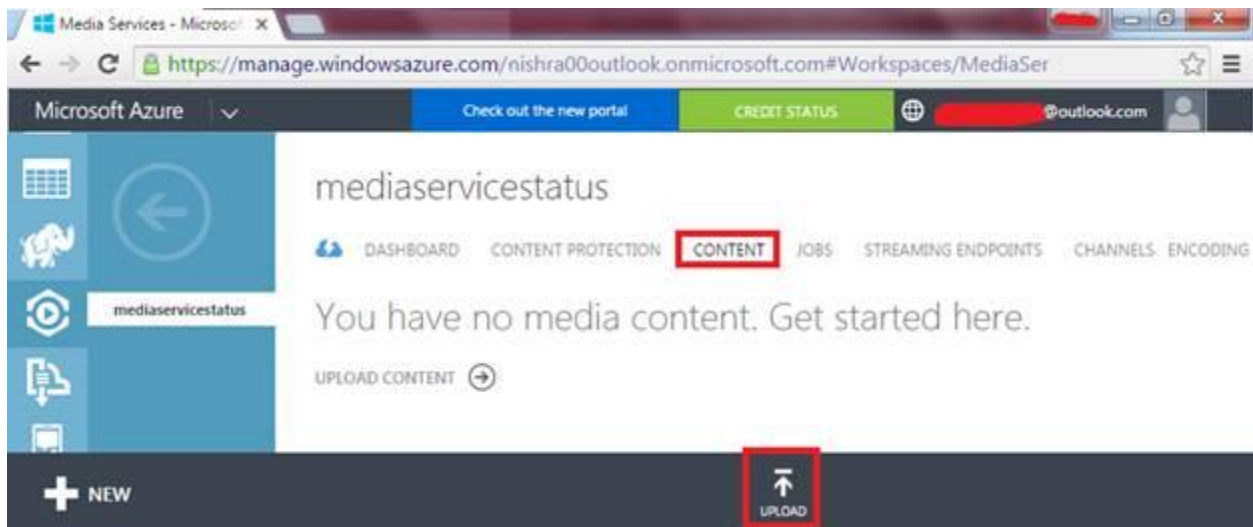 Media Services - Microsof
https://manage.windowsazure.com/nishra00outlook.onmicrosoft.com#Workspaces/MediaSer
Microsoft Azure
Check out the new portal
CREDIT STATUS
@outlook.com
mediaservicestatus
DASHBOARD CONTENT PROTECTION CONTENT JOBS STREAMING ENDPOINTS CHANNELS ENCODING
mediaservicestatus
You have no media content. Get started here.
UPLOAD CONTENT
NEW
UPLOAD